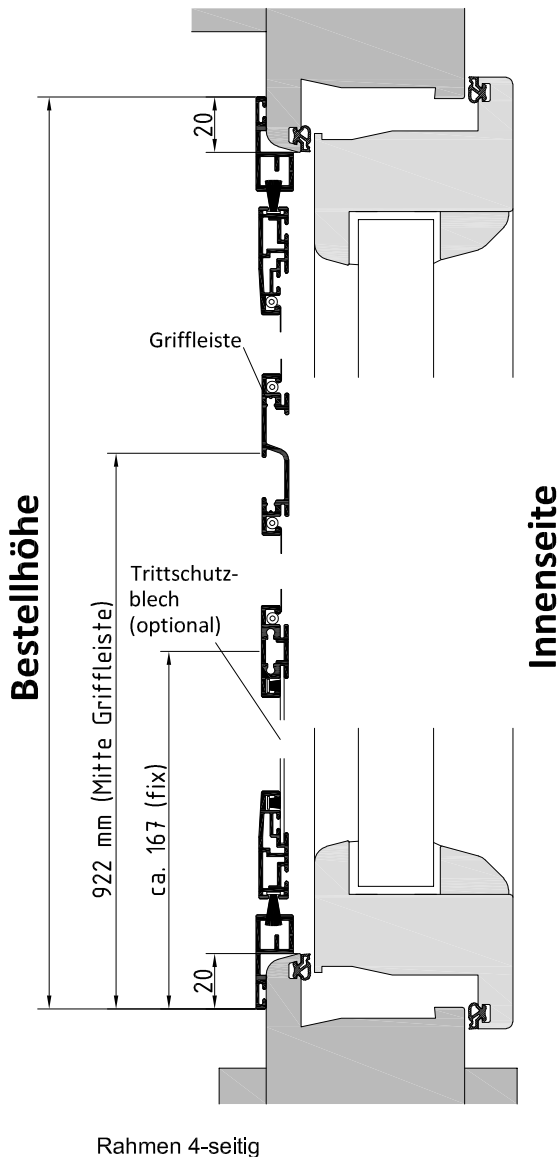 20
Griffleiste
Bestellhöhe
Innenseite
Trittschutz-
blech
(optional)
922 mm (Mitte Griffleiste)
ca. 167 (fix)
20
Rahmen 4-seitig